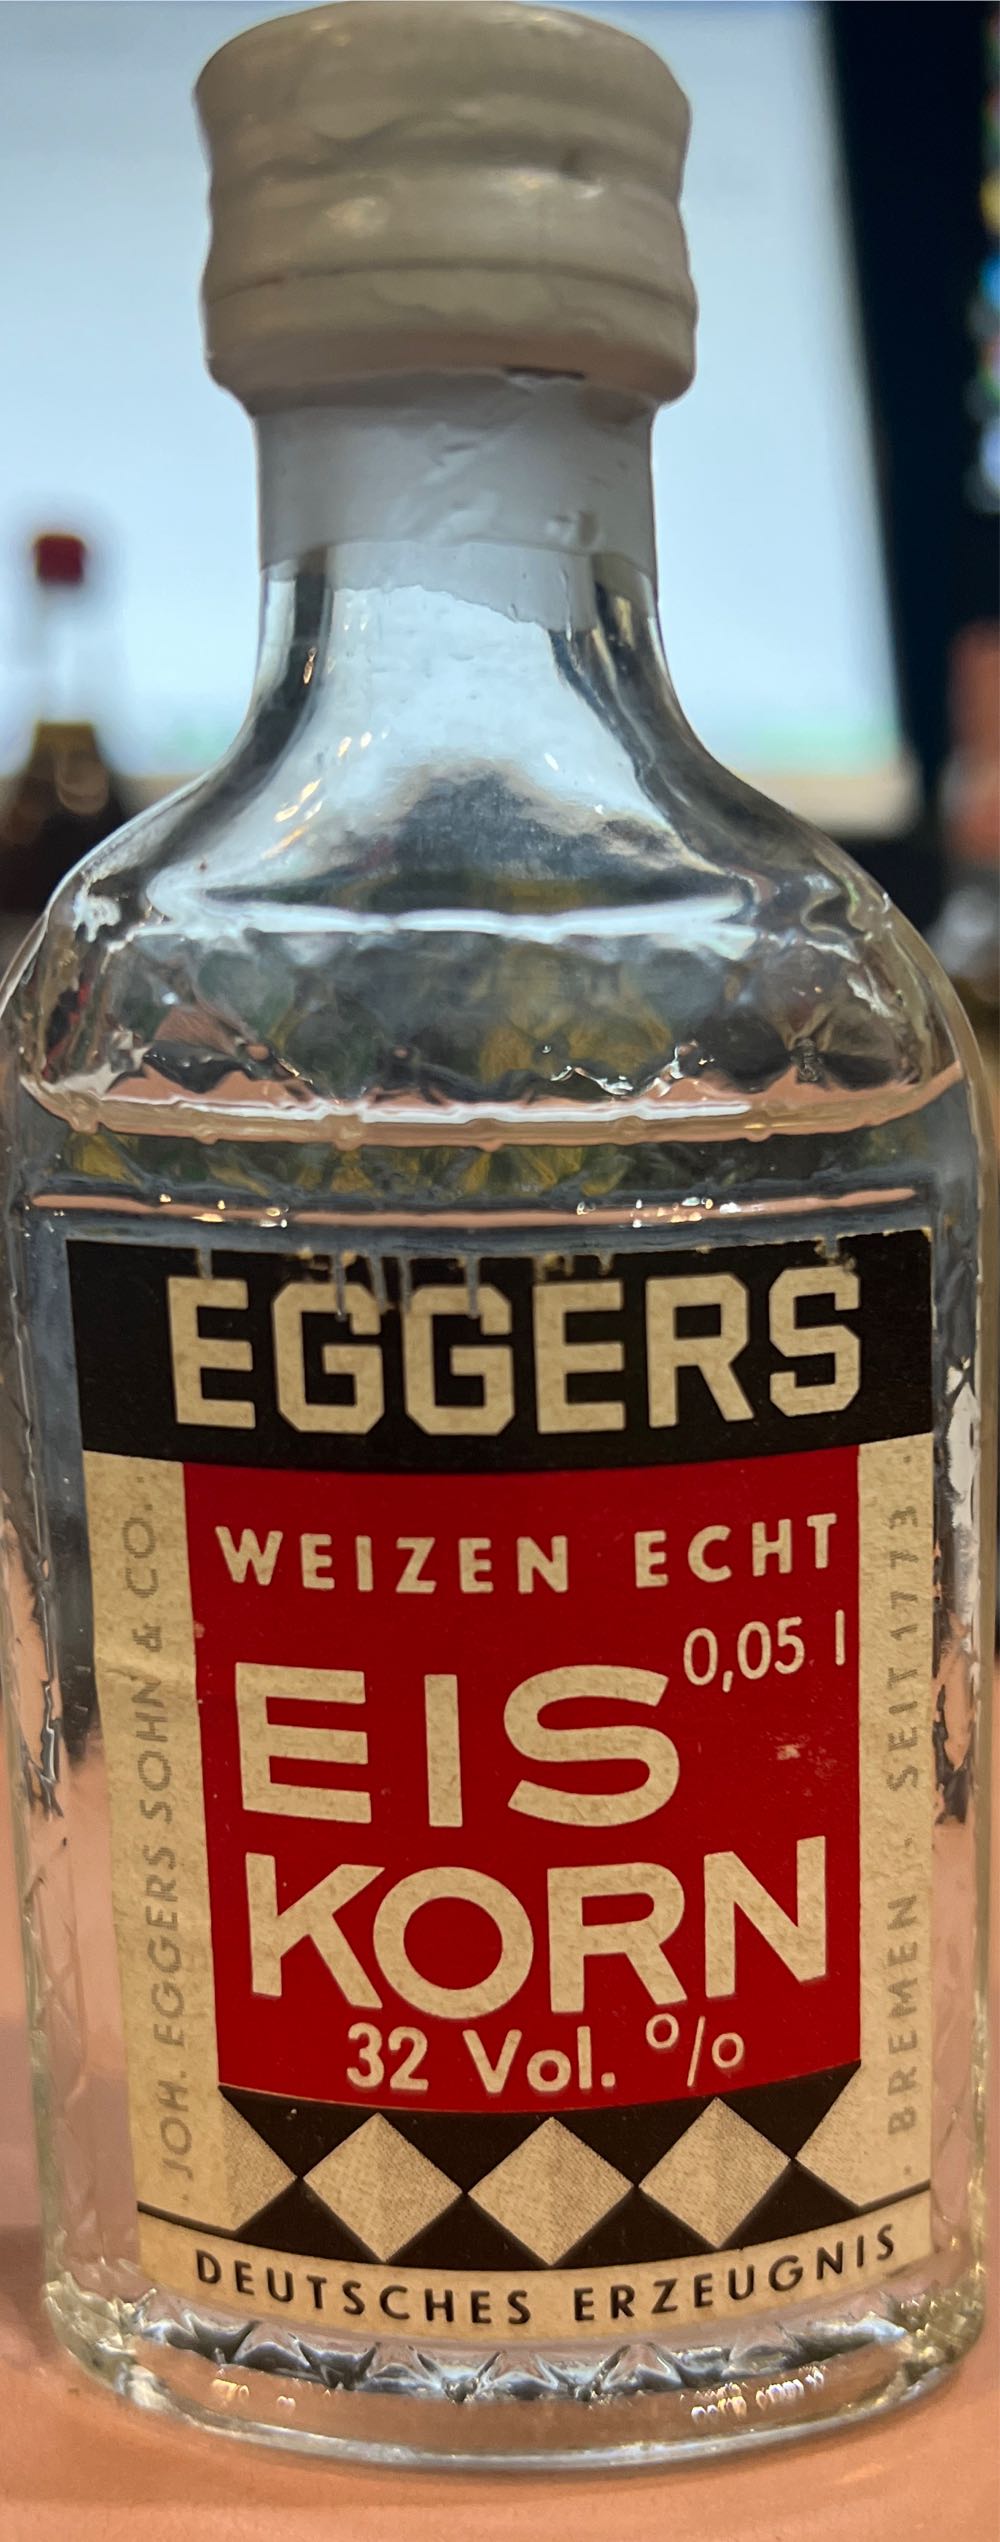 EGGERS
WEIZEN ECHT
0,05 l
EIS
KORN
32 Vol. %
JOH. EGGERS SOHN & CO.
. BREMEN . SEIT 1773 .
DEUTSCHES ERZEUGNIS